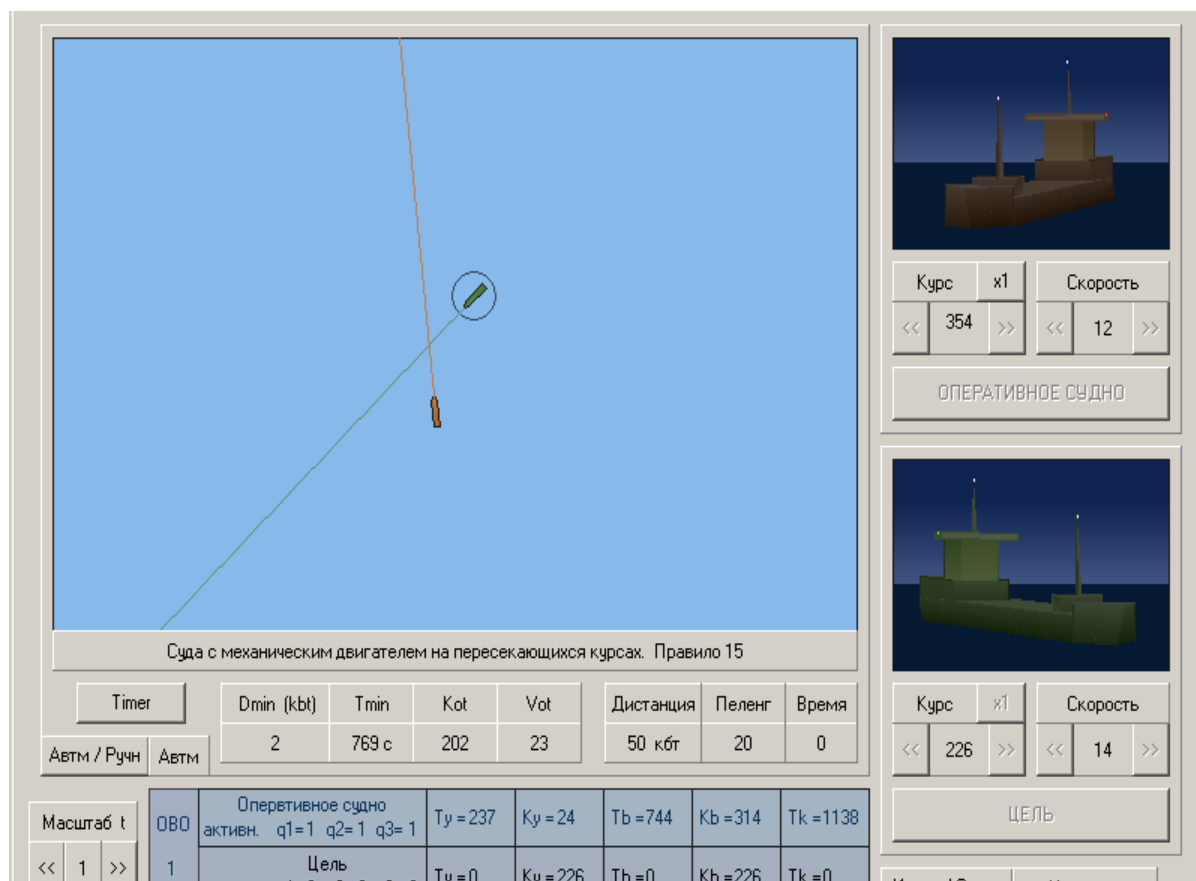 Курс x1 Скорость
<< 354 >> << 12 >>
ОПЕРАТИВНОЕ СУДНО
Суда с механическим двигателем на пересекающихся курсах. Правило 15
Timer
Dmin (kbt) Tmin Kot Vot
2 769 с 202 23
Дистанция Пеленг Время
50 кбт 20 0
Автм / Ручн Автм
Курс x1 Скорость
<< 226 >> << 14 >>
ЦЕЛЬ
Масштаб t
<< 1 >>
ОВО
Опервтивное судно
активн. q1=1 q2= 1 q3= 1
Ty = 237 Ky = 24 Tb = 744 Kb = 314 Tk = 1138
1
Цель
Ty = 0 Ky = 226 Tb = 0 Kb = 226 Tk = 0